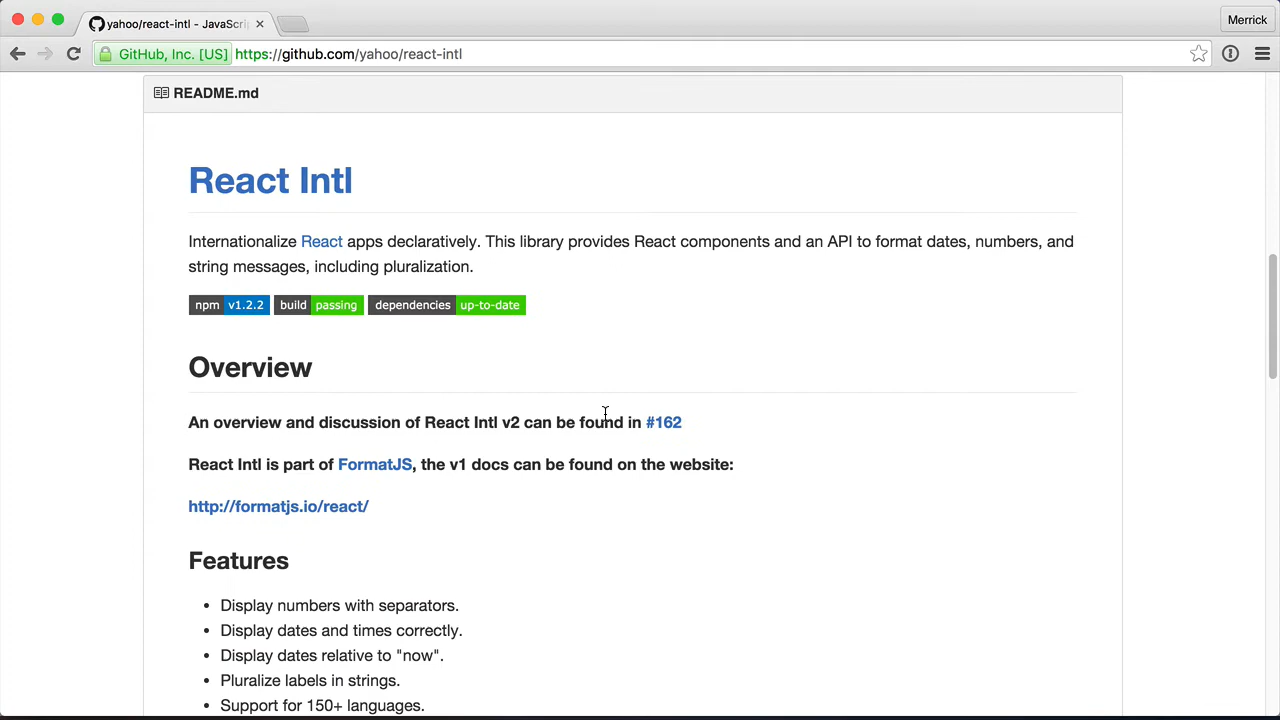 yahoo/react-intl - JavaScri
Merrick
GitHub, Inc. [US] https://github.com/yahoo/react-intl
README.md
React Intl
Internationalize React apps declaratively. This library provides React components and an API to format dates, numbers, and
string messages, including pluralization.
npm v1.2.2 build passing dependencies up-to-date
Overview
An overview and discussion of React Intl v2 can be found in #162
React Intl is part of FormatJS, the v1 docs can be found on the website:
http://formatjs.io/react/
Features
• Display numbers with separators.
• Display dates and times correctly.
• Display dates relative to "now".
• Pluralize labels in strings.
• Support for 150+ languages.